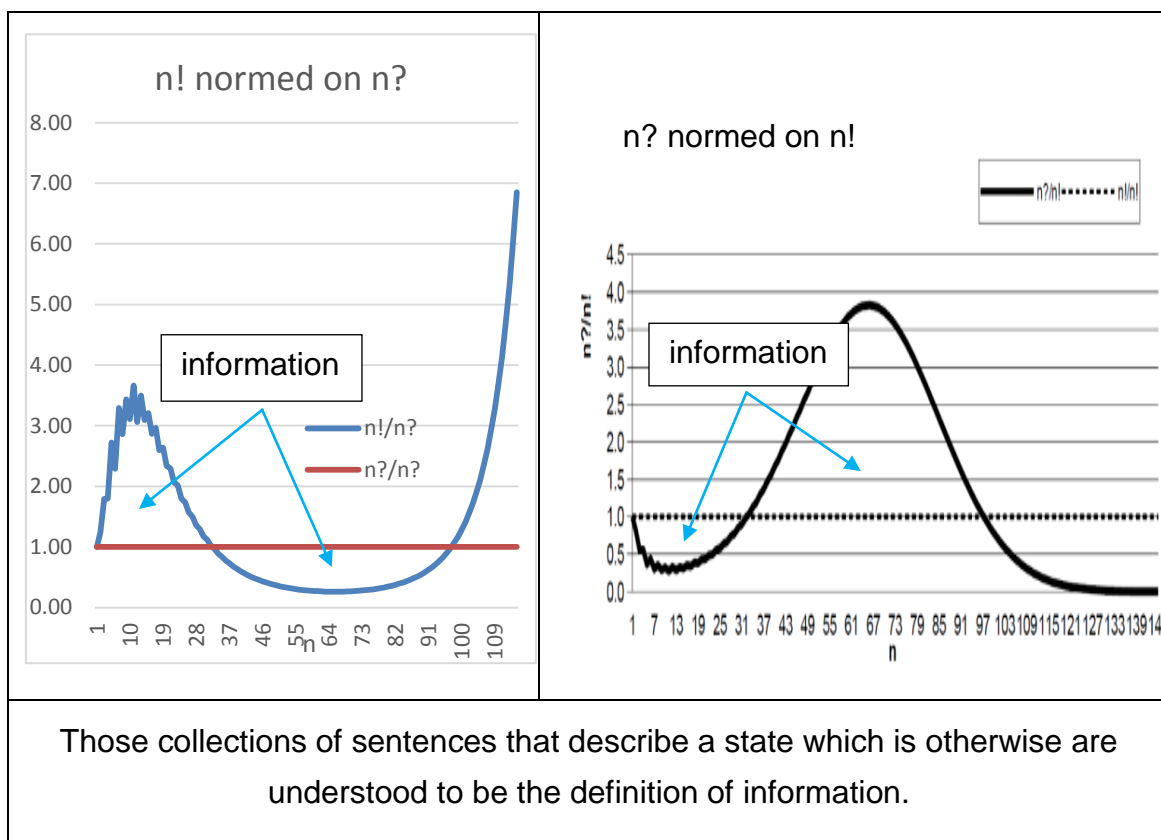 n! normed on n?
8.00
7.00
6.00
5.00
4.00
3.00
2.00
1.00
0.00
information
n!/n?
n?/n?
1 10 19 28 37 46 55 64 73 82 91 100 109
n
n? normed on n!
n?/n! n!/n!
n?/n!
4.5
4.0
3.5
3.0
2.5
2.0
1.5
1.0
0.5
0.0
information
1 7 13 19 25 31 37 43 49 55 61 67 73 79 85 91 97 103 109 115 121 127 133 139 14
n
Those collections of sentences that describe a state which is otherwise are
understood to be the definition of information.